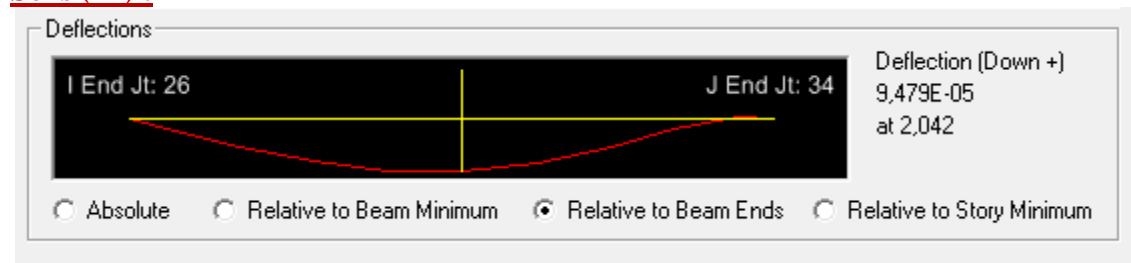 Deflections
I End Jt: 26
J End Jt: 34
Deflection (Down +)
9,479E-05
at 2,042
Absolute
Relative to Beam Minimum
Relative to Beam Ends
Relative to Story Minimum